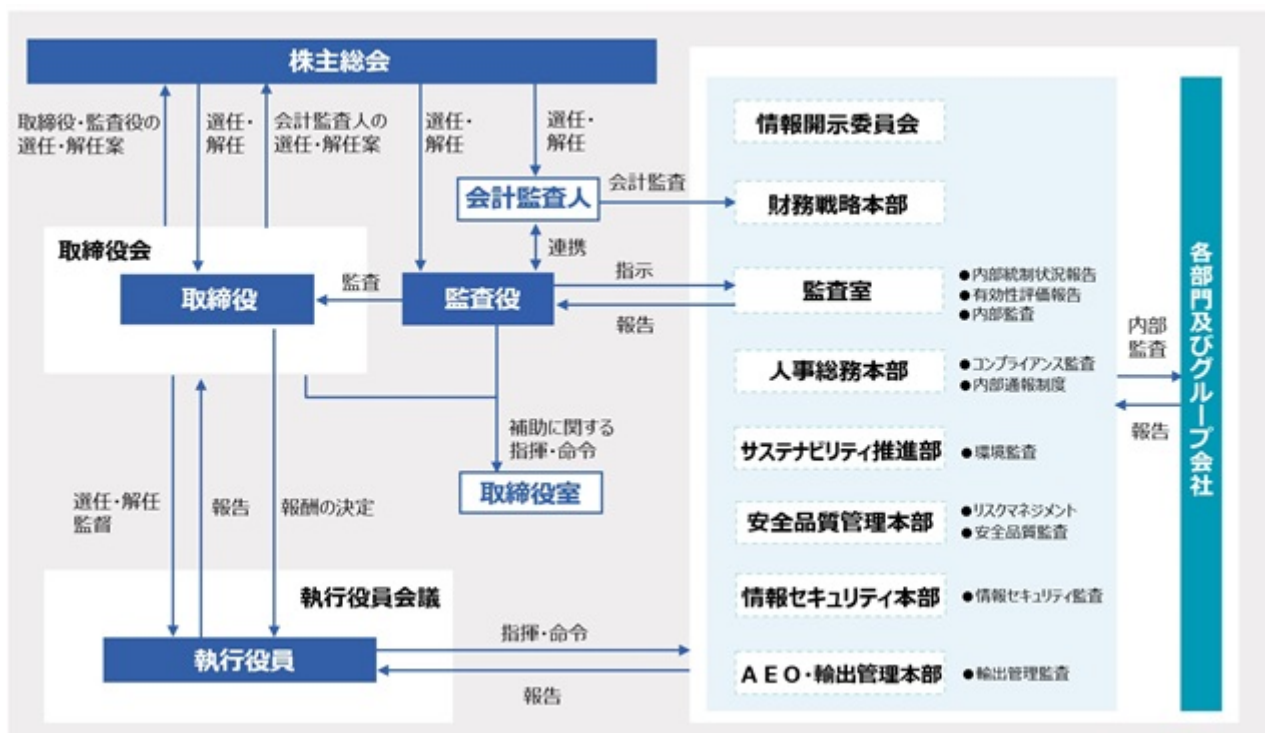 株主総会
取締役・監査役の
選任・解任案
選任・
解任
会計監査人の
選任・解任案
選任・
解任
選任・
解任
会計監査人
会計監査
連携
取締役会
取締役
監査
監査役
指示
報告
補助に関する
指揮・命令
取締役室
選任・解任
監督
報告
報酬の決定
執行役員会議
執行役員
指揮・命令
報告
情報開示委員会
財務戦略本部
監査室
●内部統制状況報告
●有効性評価報告
●内部監査
人事総務本部
●コンプライアンス監査
●内部通報制度
サステナビリティ推進部
●環境監査
安全品質管理本部
●リスクマネジメント
●安全品質監査
情報セキュリティ本部
●情報セキュリティ監査
AEO・輸出管理本部
●輸出管理監査
内部
監査
報告
各部門及びグループ会社